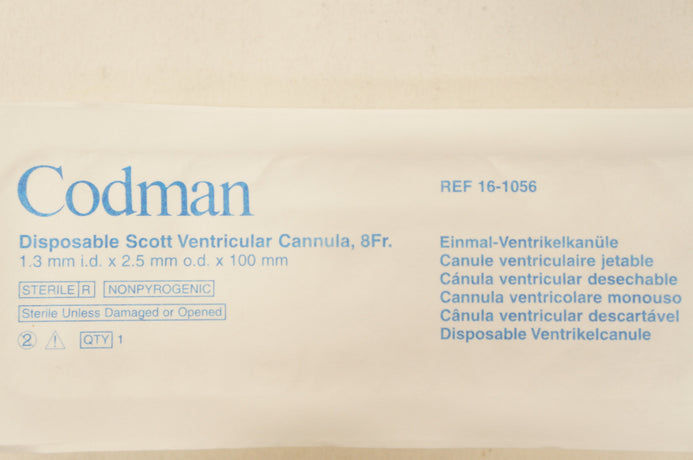 Codman
Disposable Scott Ventricular Cannula, 8Fr.
1.3 mm i.d. x 2.5 mm o.d. x 100 mm
STERILE R NONPYROGENIC
Sterile Unless Damaged or Opened
2 ! QTY 1
REF 16-1056
Einmal-Ventrikelkanüle
Canule ventriculaire jetable
Cánula ventricular desechable
Cannula ventricolare monouso
Cânula ventricular descartável
Disposable Ventrikelcanule